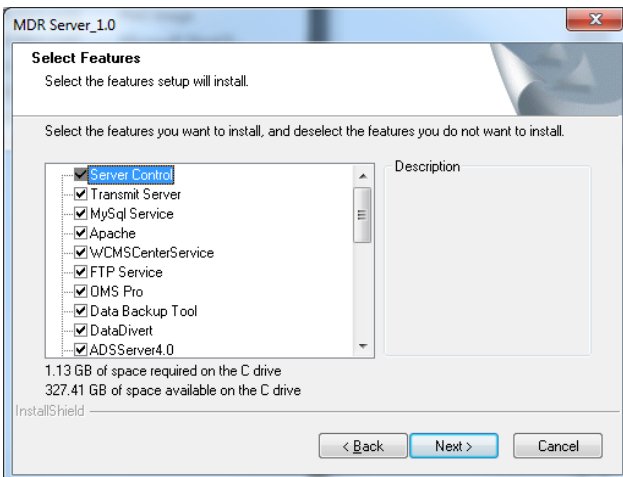 MDR Server_1.0
Select Features
Select the features setup will install.
Select the features you want to install, and deselect the features you do not want to install.
Server Control
Description
Transmit Server
MySql Service
Apache
WCMSCenterService
FTP Service
OMS Pro
Data Backup Tool
DataDivert
ADSServer4.0
1.13 GB of space required on the C drive
327.41 GB of space available on the C drive
InstallShield
< Back
Next >
Cancel